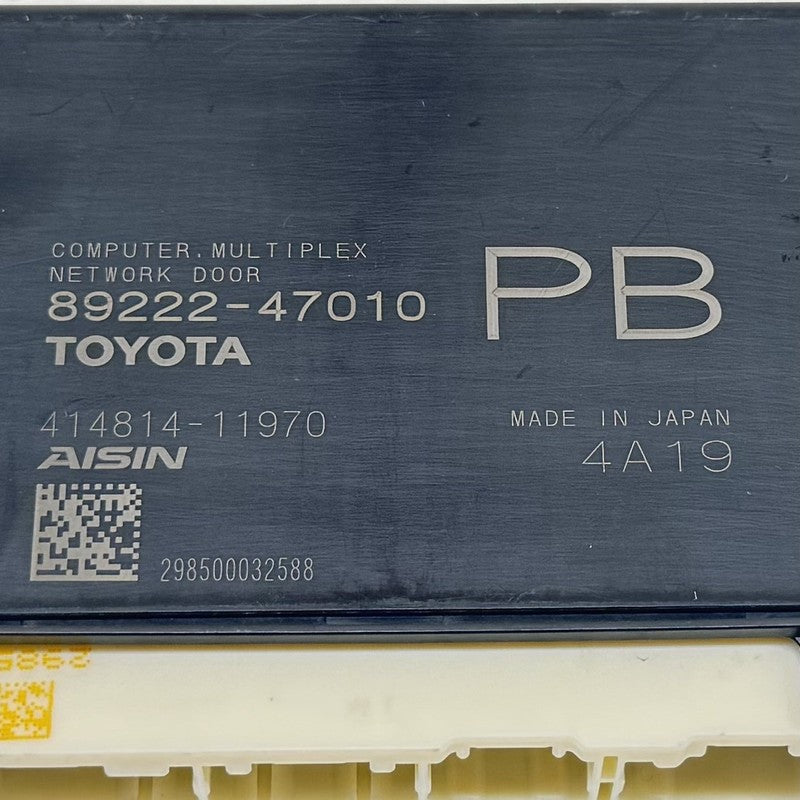 COMPUTER. MULTIPLEX
NETWORK DOOR
89222-47010
TOYOTA
PB
414814-11970
AISIN
MADE IN JAPAN
4A19
298500032588